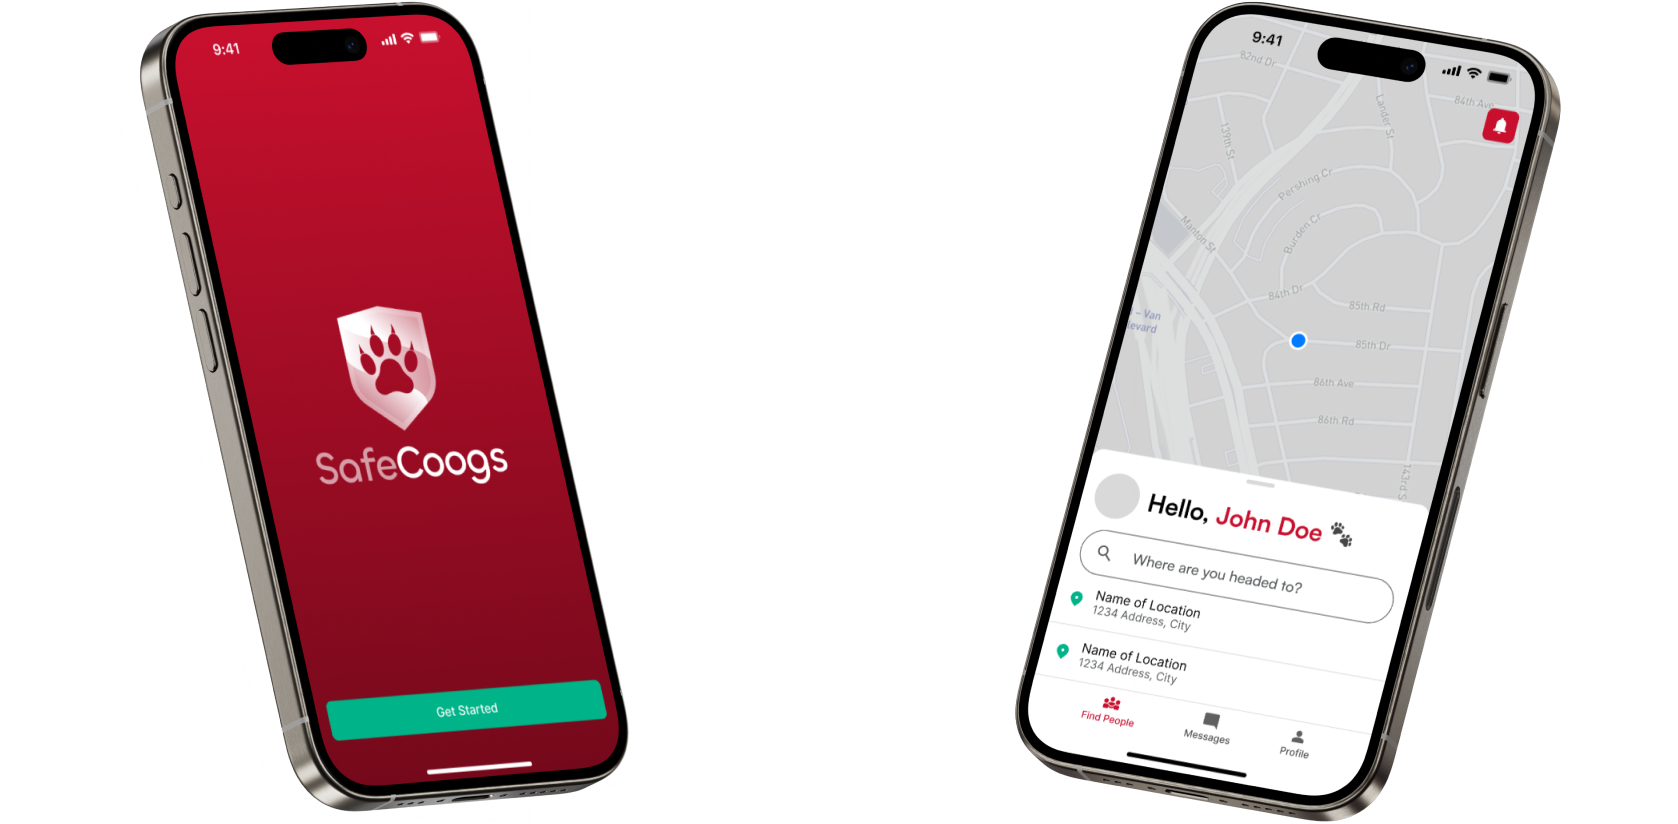 9:41
SafeCoogs
Get Started
9:41
82nd Dr
84th Ave
Lander St
139th St
Pershing Cr
Burden Cr
Manton St
84th Dr
85th Rd
- Van
evard
85th Dr
86th Ave
86th Rd
143rd S
Hello, John Doe
Where are you headed to?
Name of Location
1234 Address, City
Name of Location
1234 Address, City
Find People
Messages
Profile